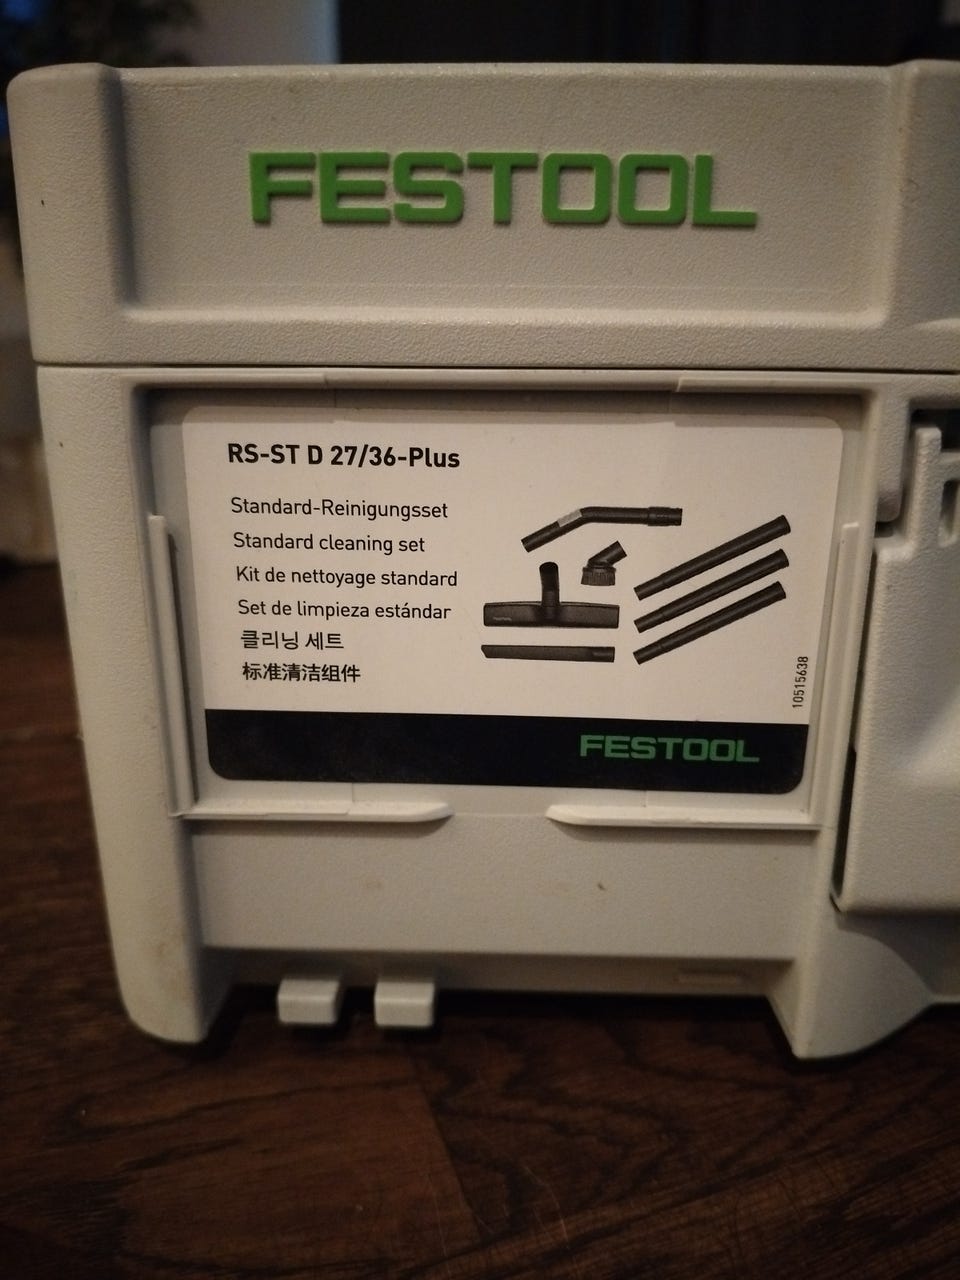 FESTOOL
RS-ST D 27/36-Plus
Standard-Reinigungsset
Standard cleaning set
Kit de nettoyage standard
Set de limpieza estándar
클리닝 세트
标准清洁组件
10515638
FESTOOL